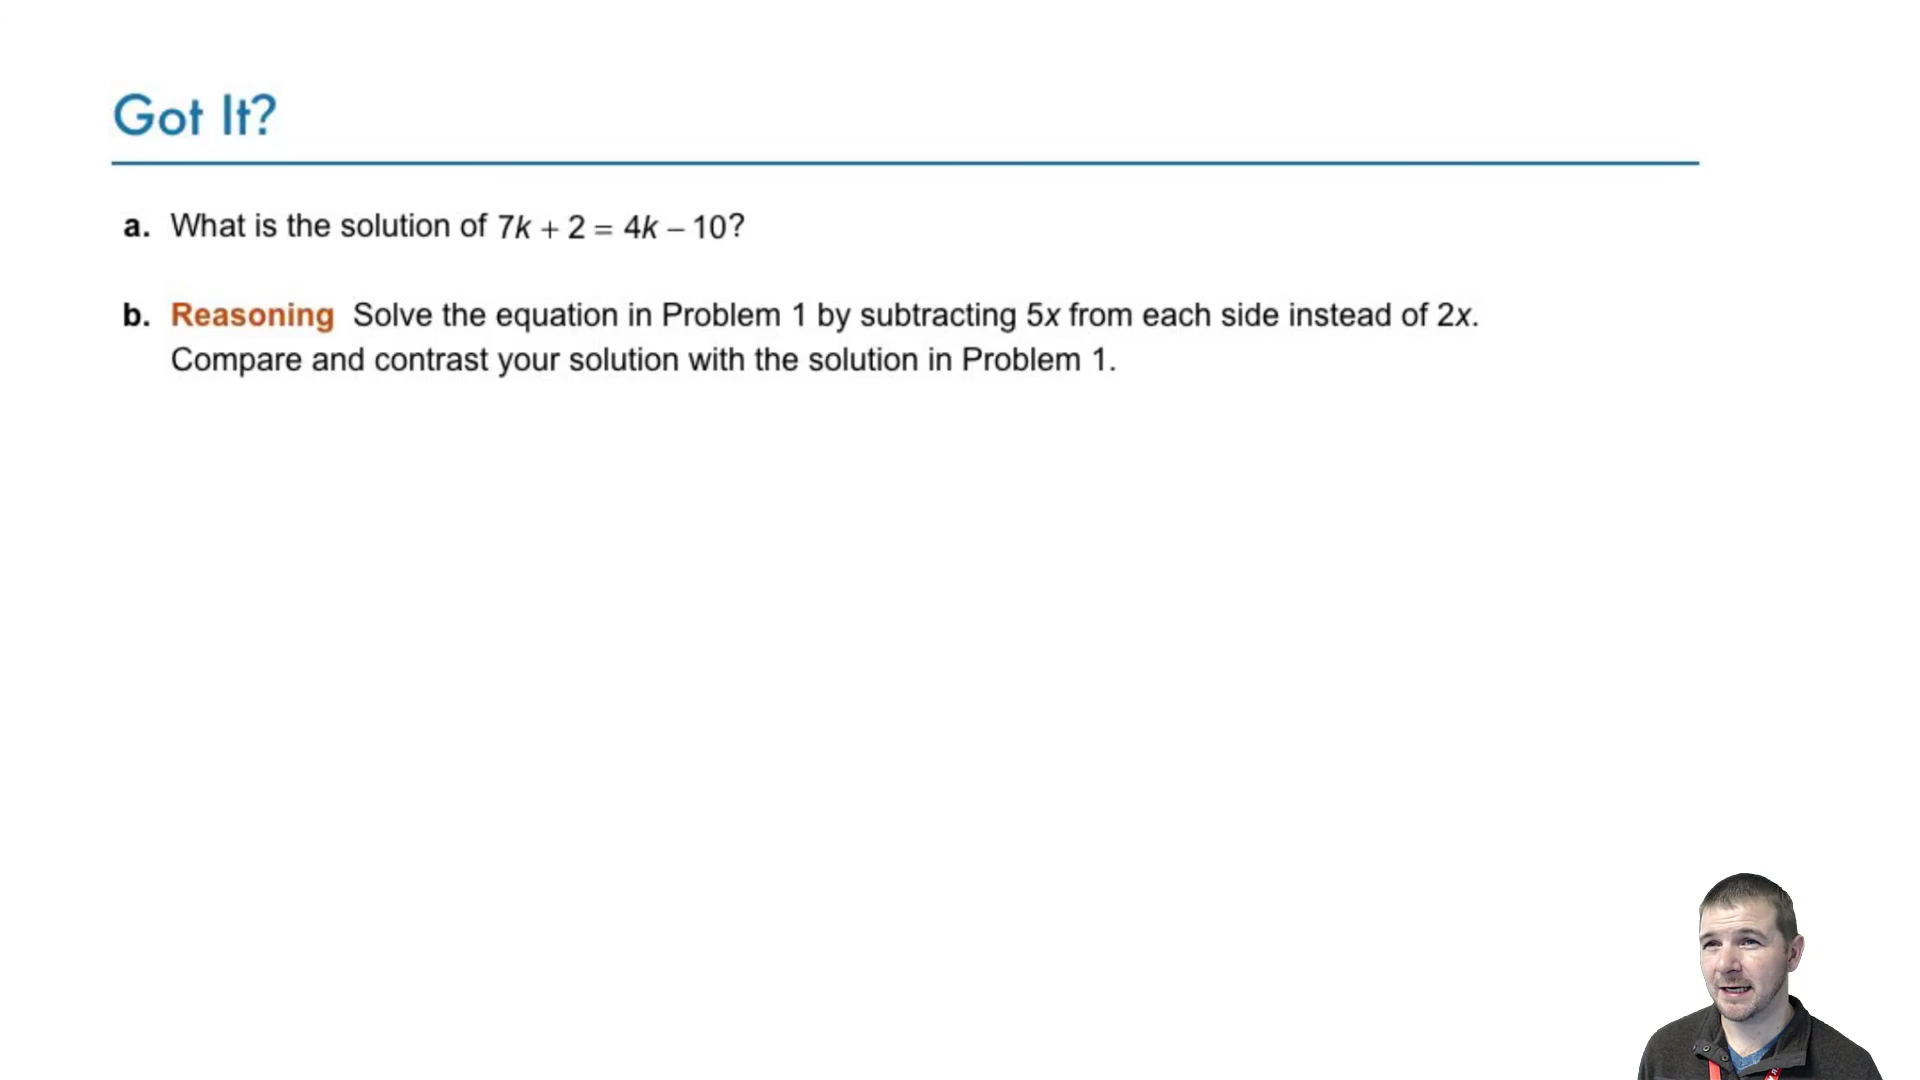 Got It?
a. What is the solution of 7k + 2 = 4k – 10?
b. Reasoning Solve the equation in Problem 1 by subtracting 5x from each side instead of 2x.
Compare and contrast your solution with the solution in Problem 1.